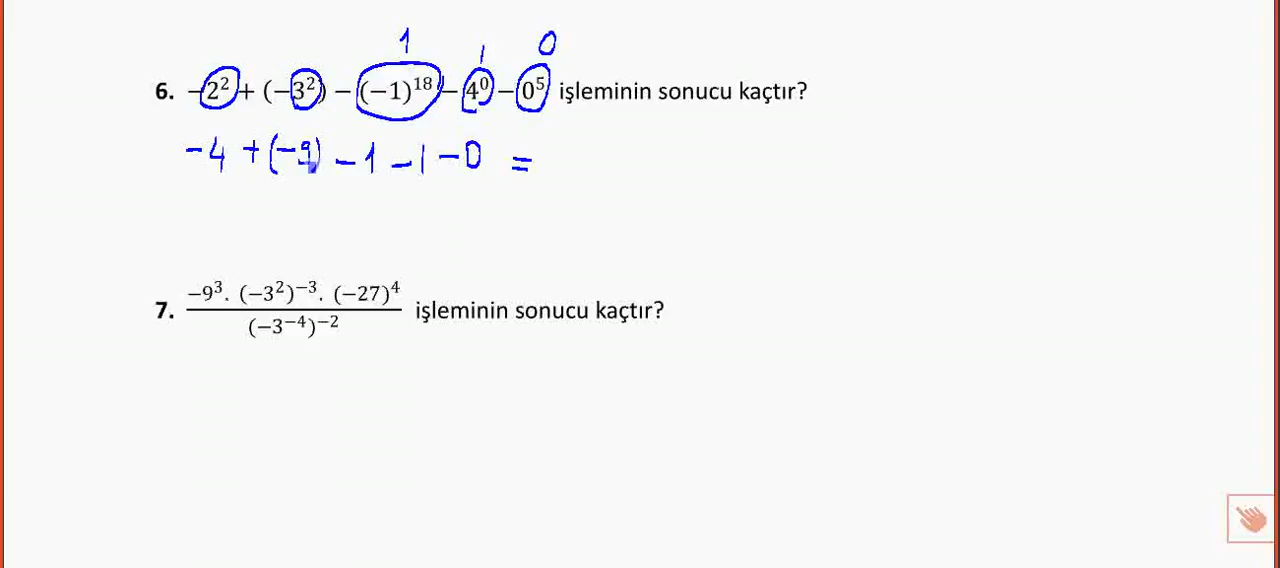 1 1 0
6. −2² + (−3²) − (−1)¹⁸ − 4⁰ − 0⁵ işleminin sonucu kaçtır?
-4 + (-9) - 1 - 1 - 0 =
−9³. (−3²)⁻³. (−27)⁴
7. işleminin sonucu kaçtır?
(−3⁻⁴)⁻²